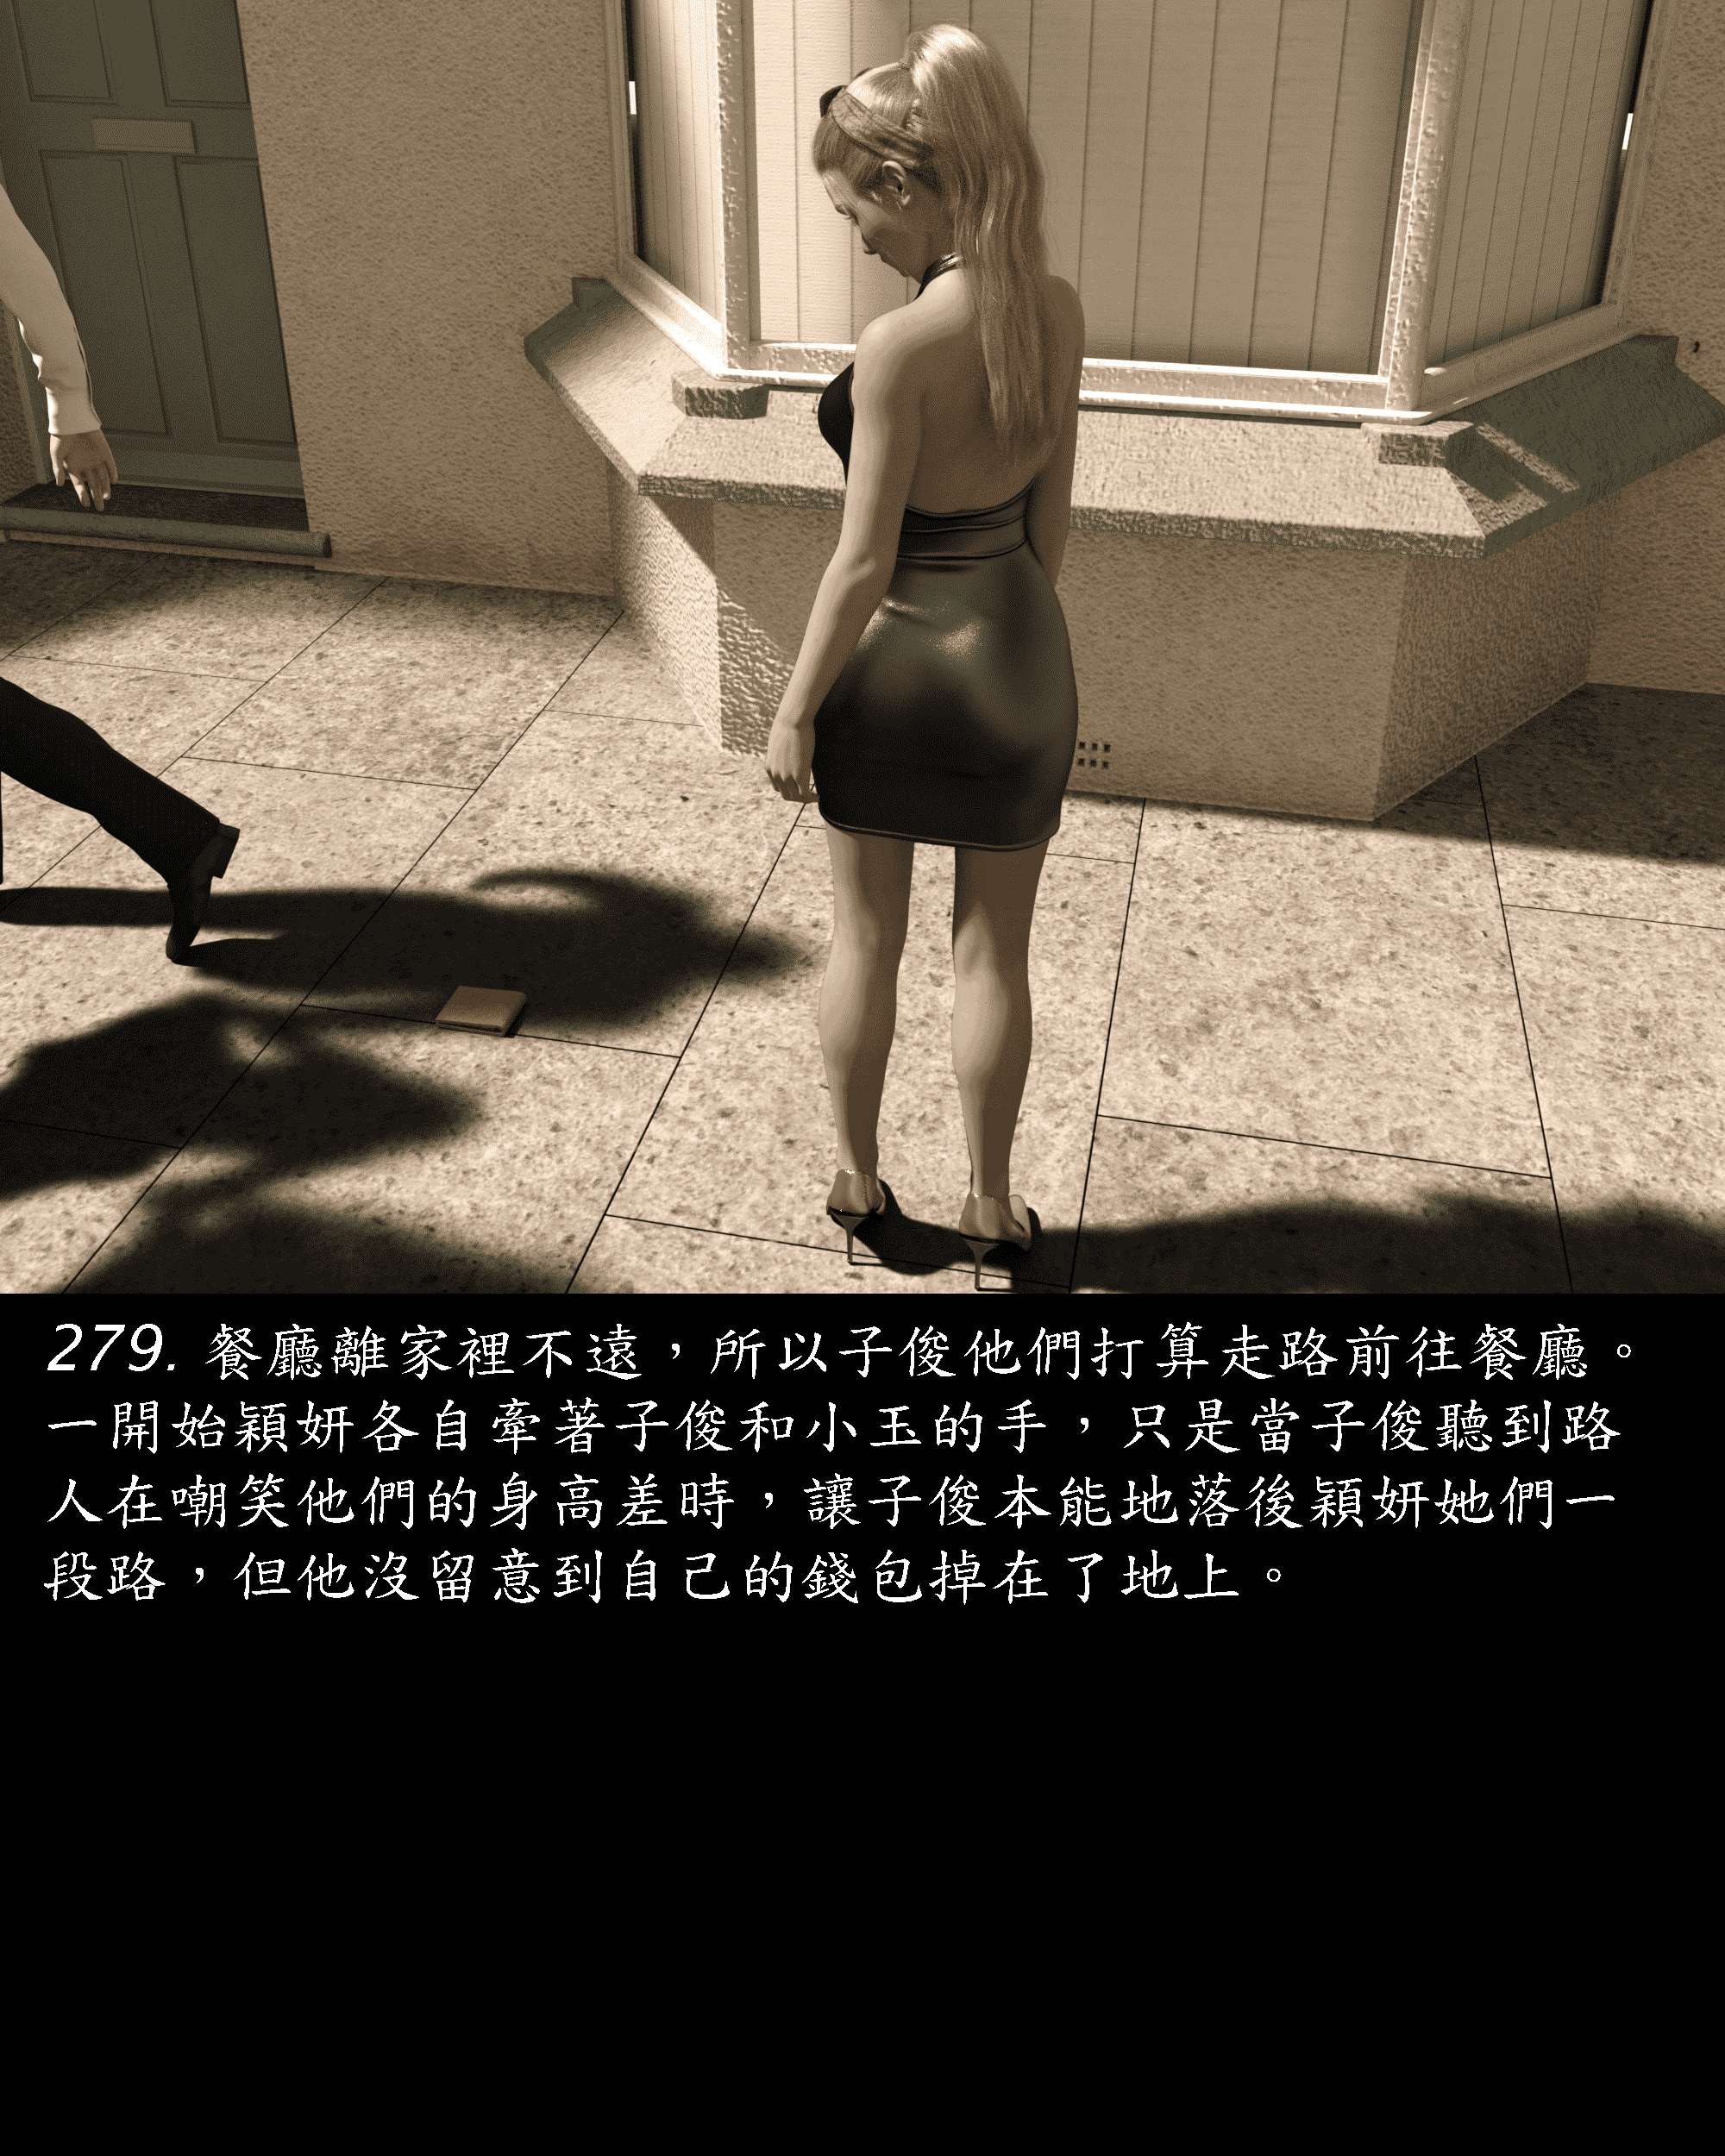 279. 餐廳離家裡不遠，所以子俊他們打算走路前往餐廳。
一開始穎妍各自牽著子俊和小玉的手，只是當子俊聽到路
人在嘲笑他們的身高差時，讓子俊本能地落後穎妍她們一
段路，但他沒留意到自己的錢包掉在了地上。